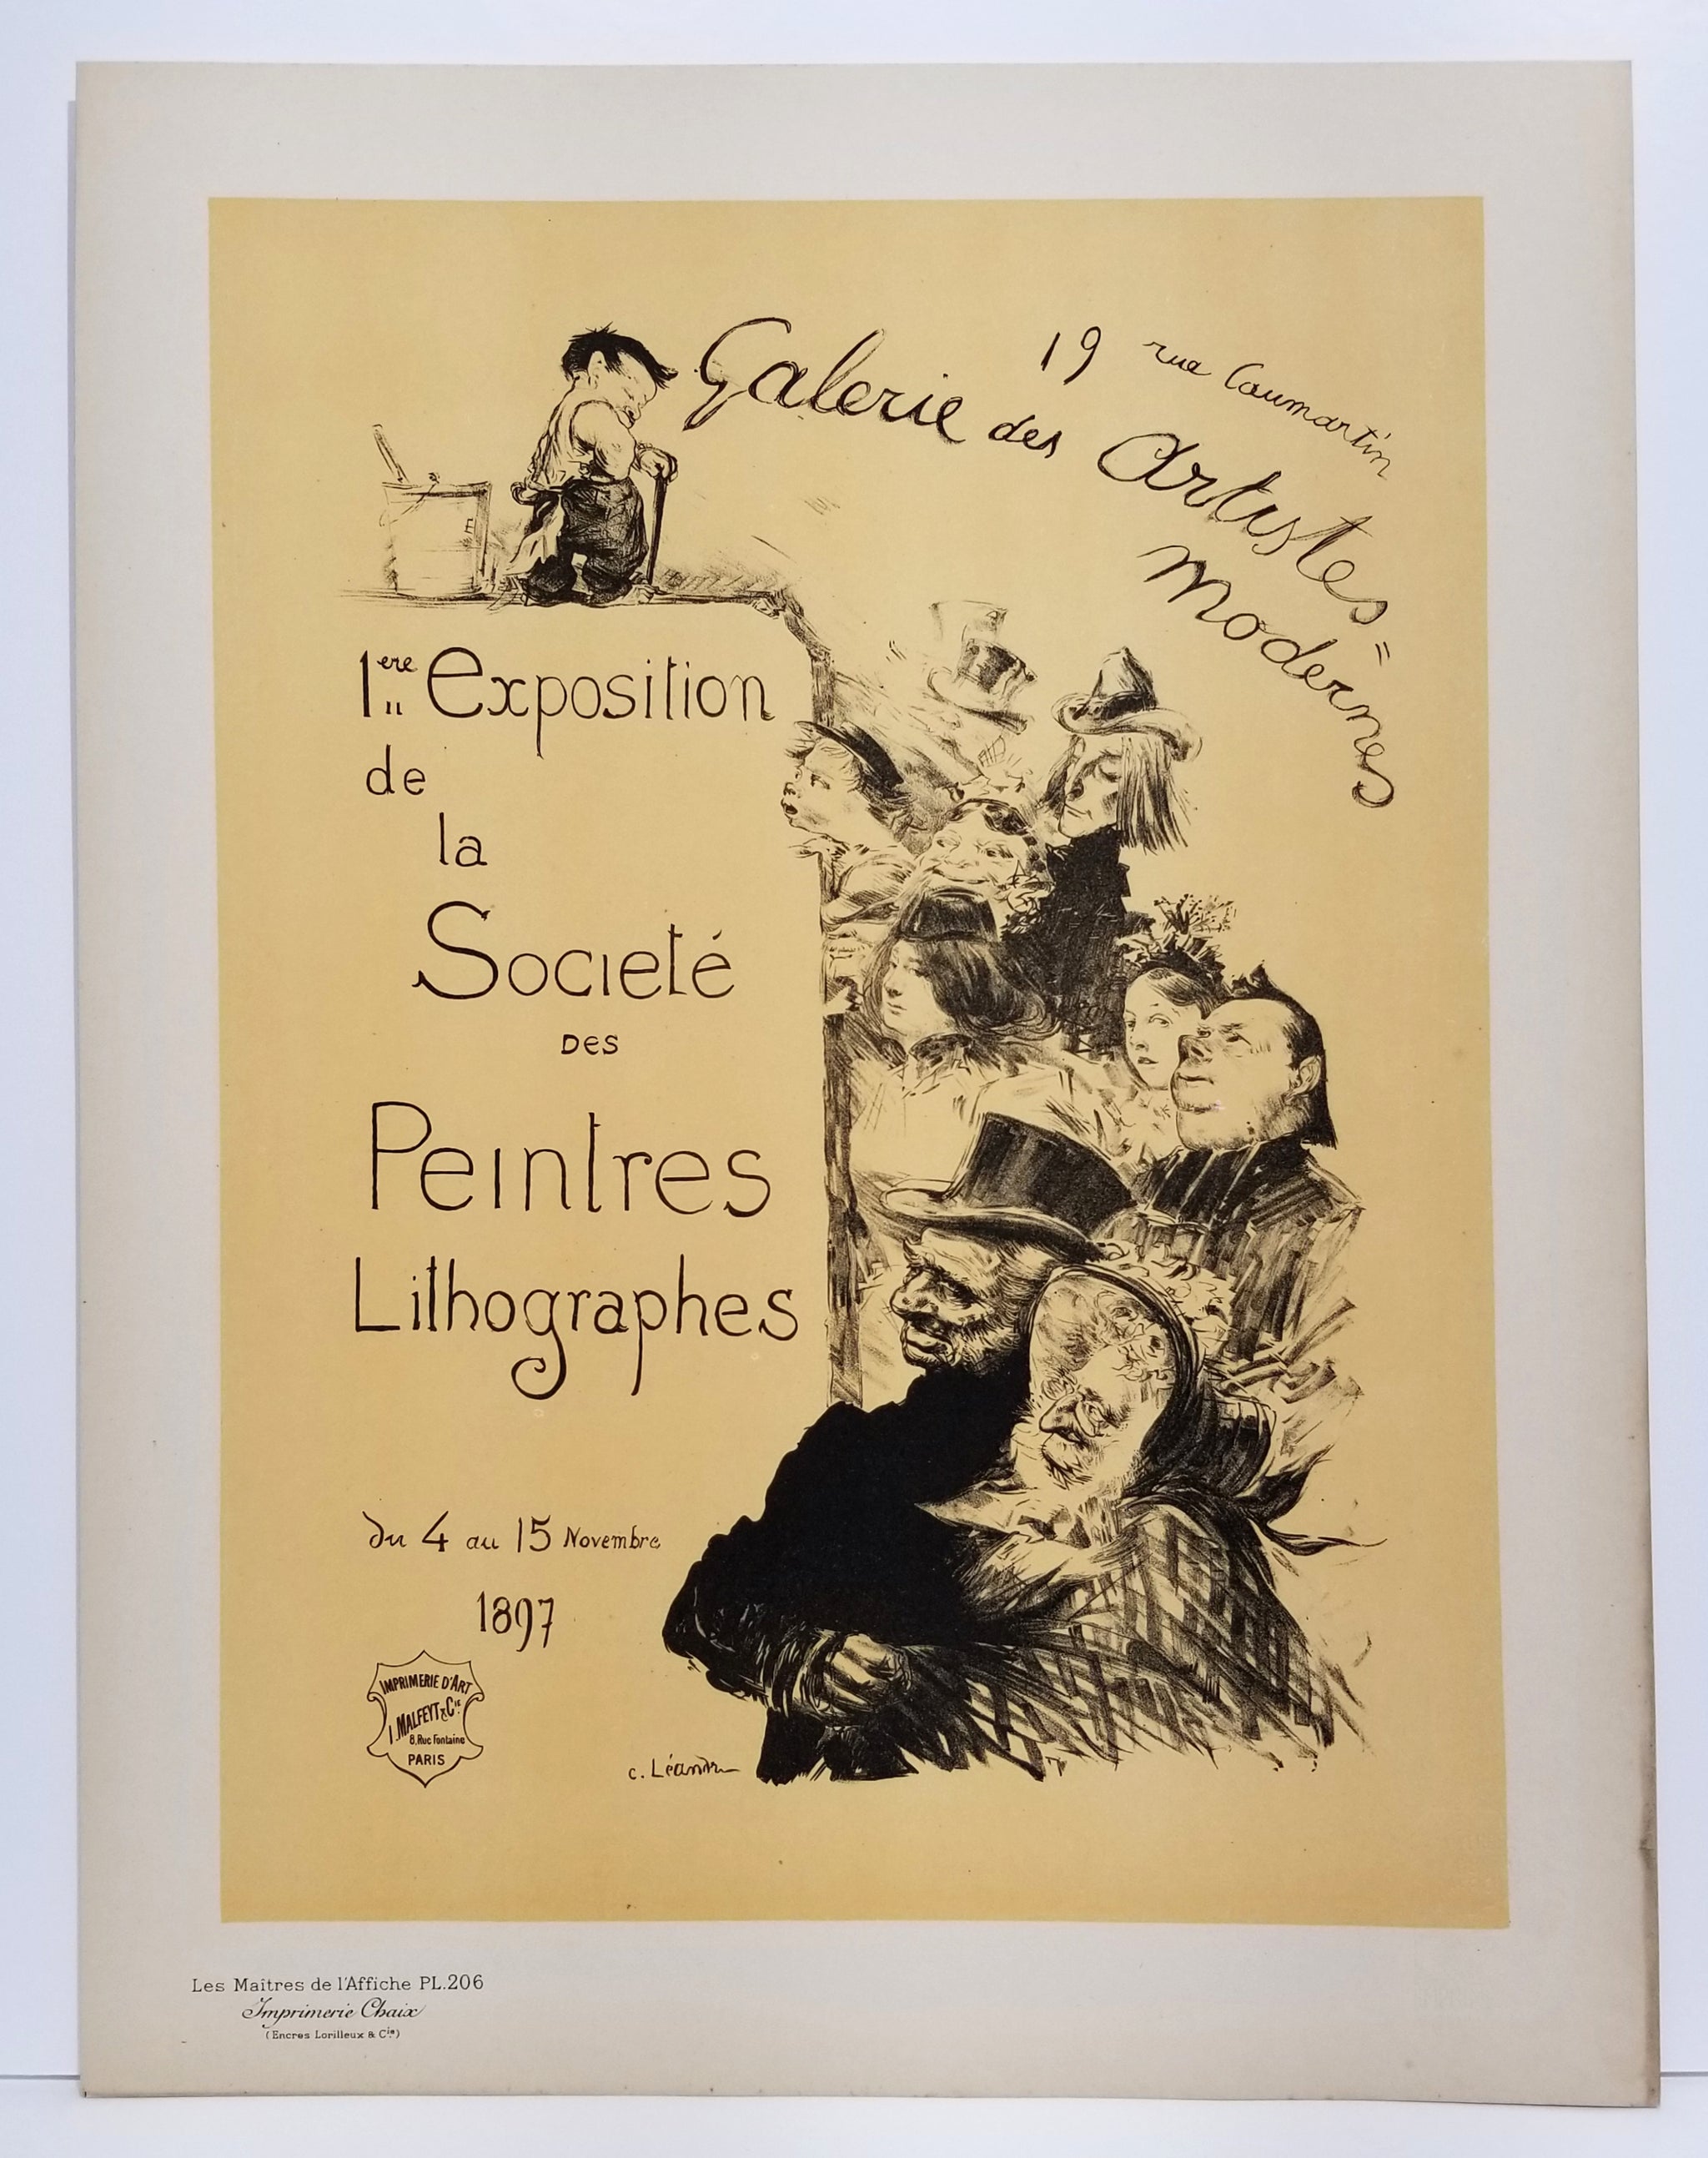 19 rue Caumartin
Galerie des Artistes=
Modernes
1ere Exposition
de
la
Societé
DES
Peintres
Lithographes
du 4 au 15 Novembre
1897
IMPRIMERIE D'ART
I. MALFEYT & Cie
8, Rue Fontaine
PARIS
c. Léandre
Les Maîtres de l'Affiche PL.206
Imprimerie Chaix
(Encres Lorilleux & Cie)